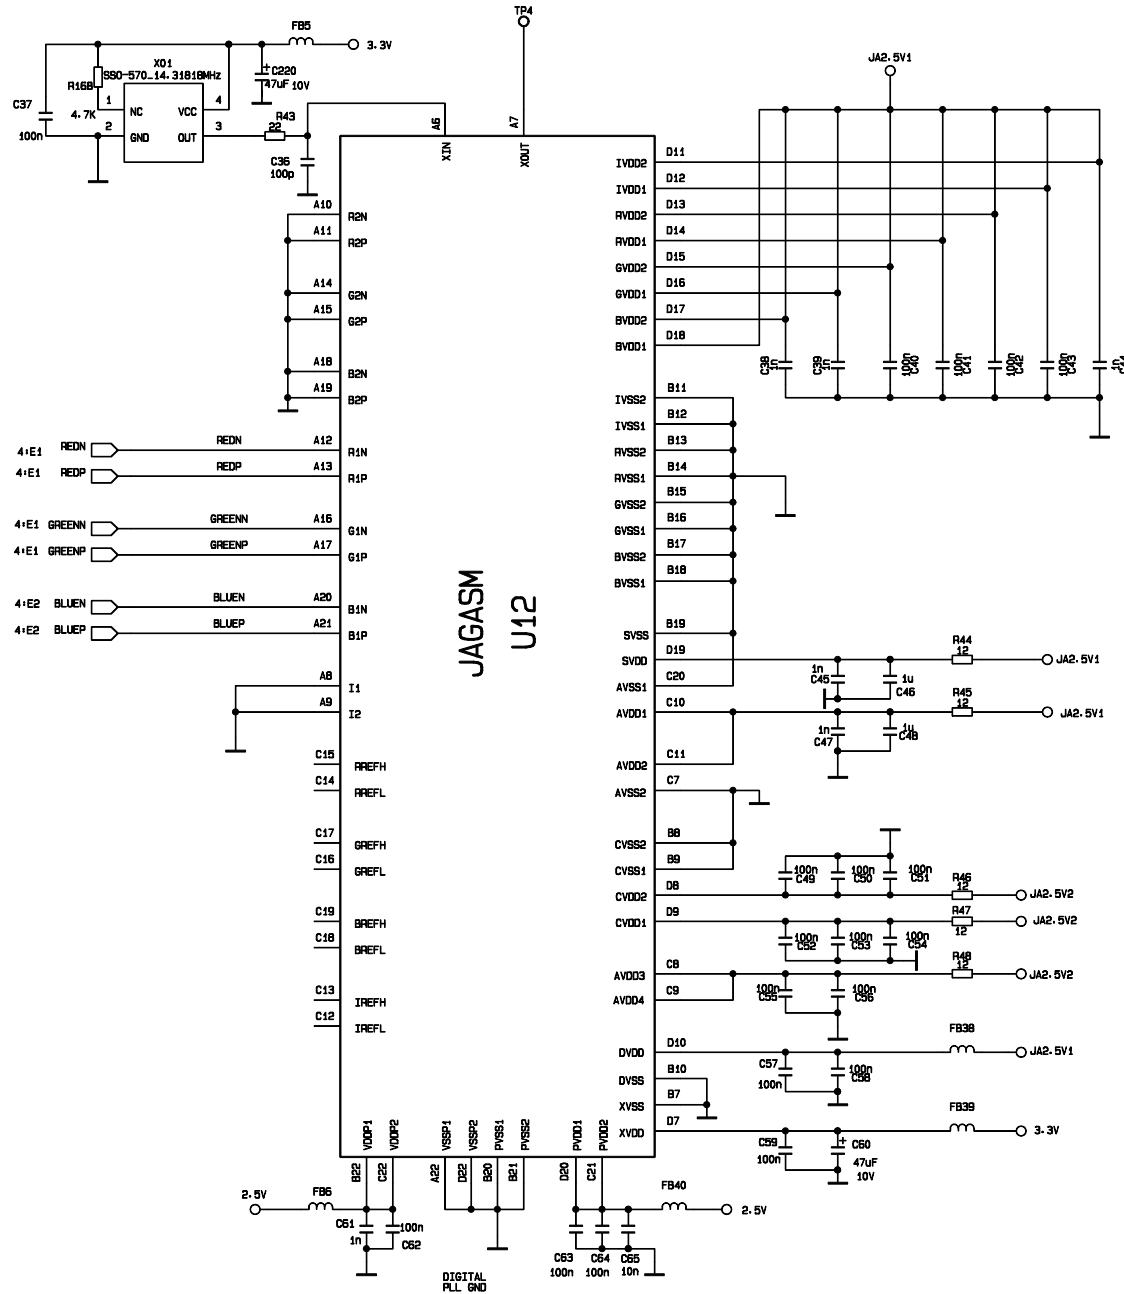 TP4
FB5
3.3V
X01
SSO-570_14.31818MHz
R168
4.7K
C220
47uF 10V
C37
100n
1
NC
VCC
4
2
GND
OUT
3
R43
22
C36
100p
A6
XIN
A7
XOUT
JA2.5V1
A10
R2N
A11
R2P
A14
G2N
A15
G2P
A18
B2N
A19
B2P
4:E1
REDN
REDN
A12
R1N
4:E1
REDP
REDP
A13
R1P
4:E1
GREENN
GREENN
A16
G1N
4:E1
GREENP
GREENP
A17
G1P
4:E2
BLUEN
BLUEN
A20
B1N
4:E2
BLUEP
BLUEP
A21
B1P
A8
I1
A9
I2
C15
RREFH
C14
RREFL
C17
GREFH
C16
GREFL
C19
BREFH
C18
BREFL
C13
IREFH
C12
IREFL
JAGASM
U12
IVDD2
D11
IVDD1
D12
RVDD2
D13
RVDD1
D14
GVDD2
D15
GVDD1
D16
BVDD2
D17
BVDD1
D18
C38
1n
C39
1n
100n
C40
100n
C41
100n
C42
100n
C43
1n
IVSS2
B11
IVSS1
B12
RVSS2
B13
RVSS1
B14
GVSS2
B15
GVSS1
B16
BVSS2
B17
BVSS1
B18
SVSS
B19
SVDD
D19
AVSS1
C20
AVDD1
C10
AVDD2
C11
AVSS2
C7
CVSS2
B8
CVSS1
B9
CVDD2
D8
CVDD1
D9
AVDD3
C8
AVDD4
C9
DVDD
D10
DVSS
B10
XVSS
B7
XVDD
D7
1n
C45
1u
C46
R44
12
JA2.5V1
1n
C47
1u
C48
R45
12
JA2.5V1
100n
C49
100n
C50
100n
C51
R46
12
JA2.5V2
100n
C52
100n
C53
100n
C54
R47
12
JA2.5V2
100n
C55
100n
C56
R48
12
JA2.5V2
C57
100n
100n
C58
FB38
JA2.5V1
C59
100n
C60
47uF
10V
FB39
3.3V
VDDP1
B22
VDDP2
C22
VSSP1
A22
VSSP2
D22
PVSS1
B20
PVSS2
B21
PVDD1
D20
PVDD2
C21
2.5V
FB6
C61
1n
100n
C62
FB40
2.5V
C63
100n
C64
100n
C65
10n
DIGITAL
PLL GND